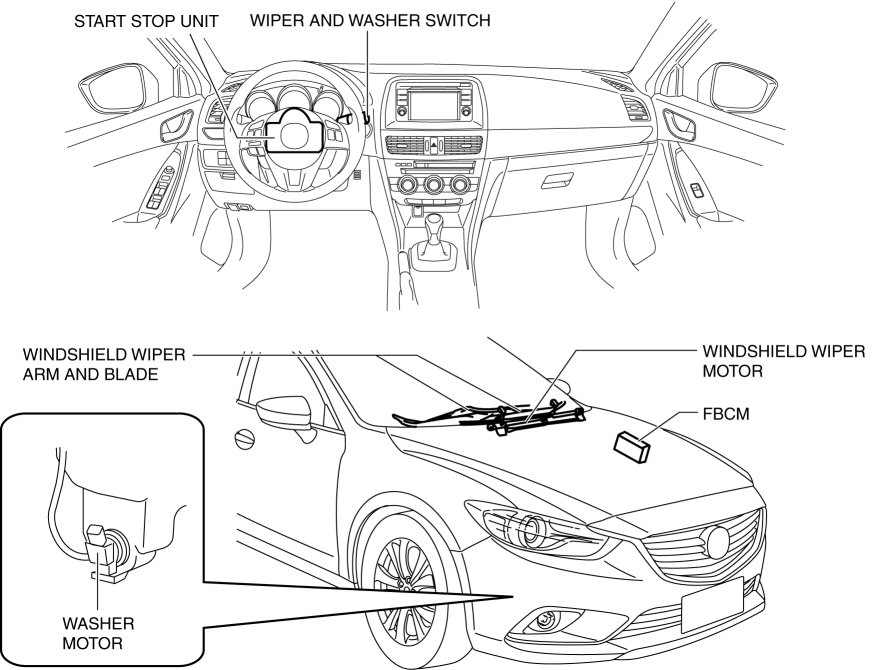 START STOP UNIT
WIPER AND WASHER SWITCH
WINDSHIELD WIPER
ARM AND BLADE
WINDSHIELD WIPER
MOTOR
FBCM
WASHER
MOTOR